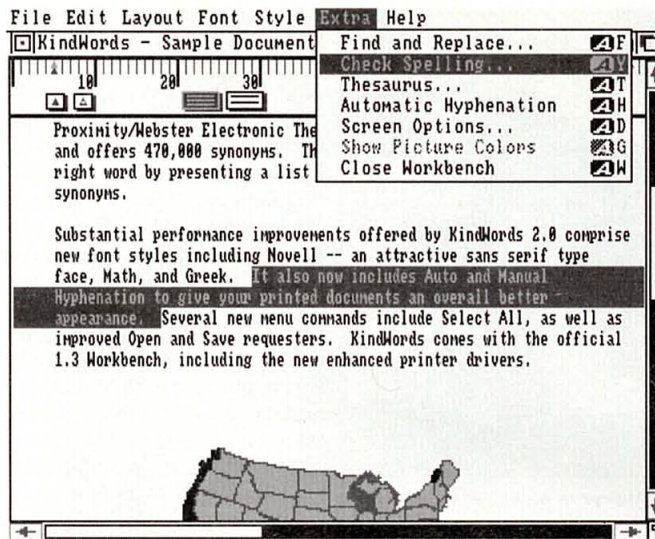 File Edit Layout Font Style Extra Help
KindWords - Sample Document
Find and Replace... F
Check Spelling... Y
Thesaurus... T
Automatic Hyphenation H
Screen Options... D
Show Picture Colors G
Close Workbench W
10 20 30
Proximity/Webster Electronic The
and offers 470,000 synonyms. Th
right word by presenting a list
synonyms.
Substantial performance improvements offered by KindWords 2.0 comprise
new font styles including Novell -- an attractive sans serif type
face, Math, and Greek. It also now includes Auto and Manual
Hyphenation to give your printed documents an overall better
appearance. Several new menu commands include Select All, as well as
improved Open and Save requesters. KindWords comes with the official
1.3 Workbench, including the new enhanced printer drivers.